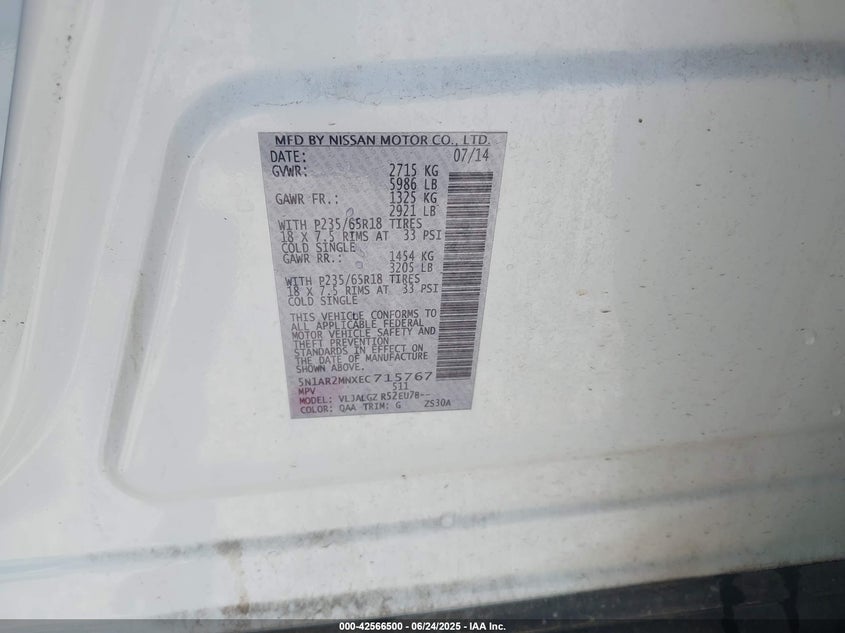 MFD BY NISSAN MOTOR CO., LTD.
DATE: 07/14
GVWR: 2715 KG
5986 LB
GAWR FR.: 1325 KG
2921 LB
WITH P235/65R18 TIRES
18 X 7.5 RIMS AT 33 PSI
COLD SINGLE
GAWR RR.: 1454 KG
3205 LB
WITH P235/65R18 TIRES
18 X 7.5 RIMS AT 33 PSI
COLD SINGLE
THIS VEHICLE CONFORMS TO
ALL APPLICABLE FEDERAL
MOTOR VEHICLE SAFETY AND
THEFT PREVENTION
STANDARDS IN EFFECT ON
THE DATE OF MANUFACTURE
SHOWN ABOVE.
5N1AR2MNXEC715767
MPV 511
MODEL: VLJALGZ R52EU7B--
COLOR: QAA TRIM: G ZS30A
000-42566500 - 06/24/2025 - IAA Inc.